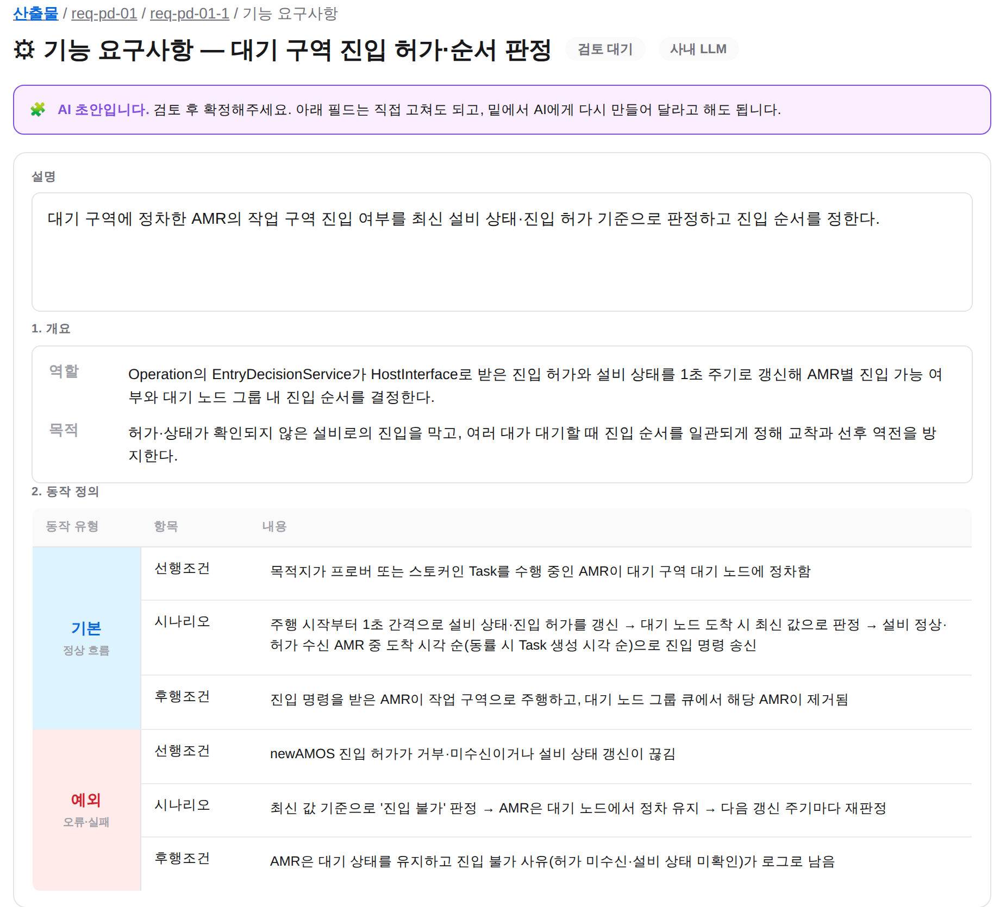 산출물 / req-pd-01 / req-pd-01-1 / 기능 요구사항
기능 요구사항 — 대기 구역 진입 허가·순서 판정 검토 대기 사내 LLM
AI 초안입니다. 검토 후 확정해주세요. 아래 필드는 직접 고쳐도 되고, 밑에서 AI에게 다시 만들어 달라고 해도 됩니다.
설명
대기 구역에 정차한 AMR의 작업 구역 진입 여부를 최신 설비 상태·진입 허가 기준으로 판정하고 진입 순서를 정한다.
1. 개요
역할
Operation의 EntryDecisionService가 HostInterface로 받은 진입 허가와 설비 상태를 1초 주기로 갱신해 AMR별 진입 가능 여
부와 대기 노드 그룹 내 진입 순서를 결정한다.
목적
허가·상태가 확인되지 않은 설비로의 진입을 막고, 여러 대가 대기할 때 진입 순서를 일관되게 정해 교착과 선후 역전을 방
지한다.
2. 동작 정의
동작 유형 항목 내용
기본
정상 흐름
선행조건 목적지가 프로버 또는 스토커인 Task를 수행 중인 AMR이 대기 구역 대기 노드에 정차함
시나리오 주행 시작부터 1초 간격으로 설비 상태·진입 허가를 갱신 → 대기 노드 도착 시 최신 값으로 판정 → 설비 정상·
허가 수신 AMR 중 도착 시각 순(동률 시 Task 생성 시각 순)으로 진입 명령 송신
후행조건 진입 명령을 받은 AMR이 작업 구역으로 주행하고, 대기 노드 그룹 큐에서 해당 AMR이 제거됨
예외
오류·실패
선행조건 newAMOS 진입 허가가 거부·미수신이거나 설비 상태 갱신이 끊김
시나리오 최신 값 기준으로 '진입 불가' 판정 → AMR은 대기 노드에서 정차 유지 → 다음 갱신 주기마다 재판정
후행조건 AMR은 대기 상태를 유지하고 진입 불가 사유(허가 미수신·설비 상태 미확인)가 로그로 남음